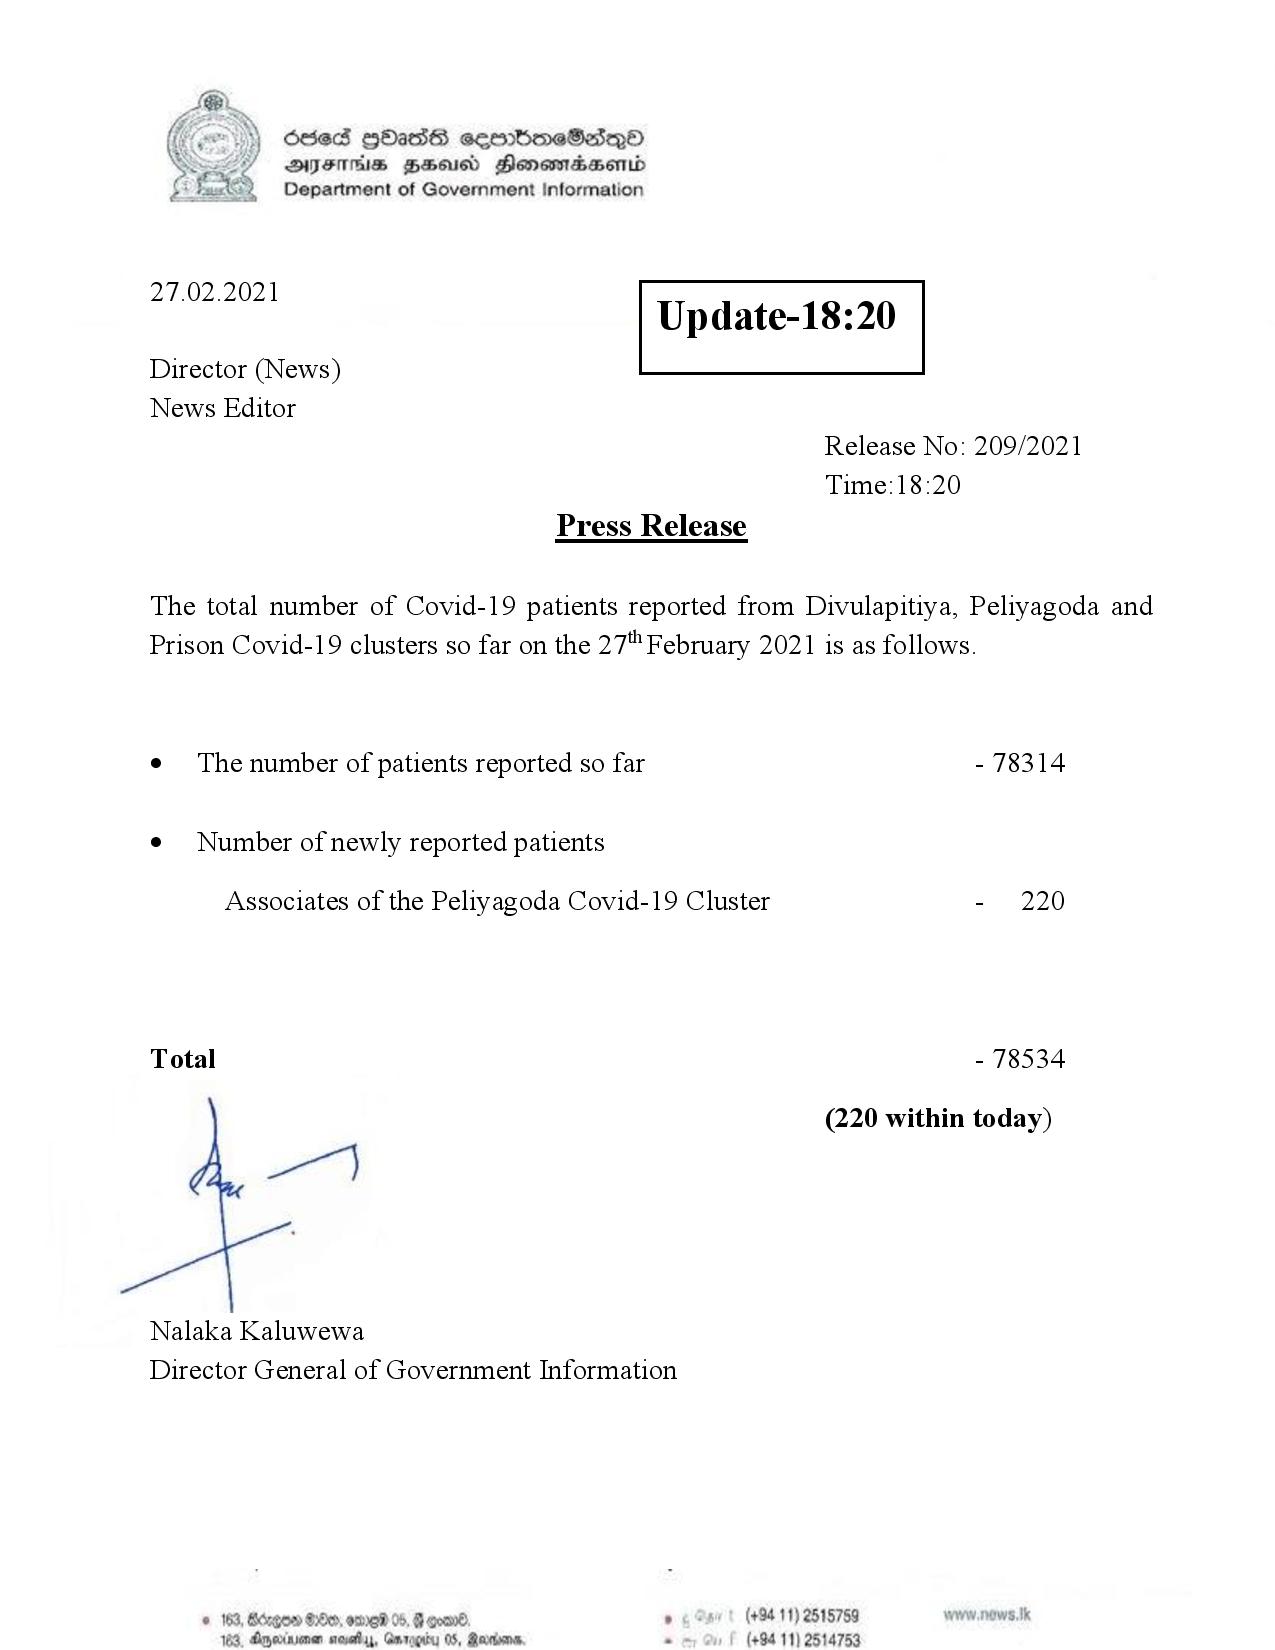 රජයේ ප්‍රවෘත්ති දෙපාර්තමේන්තුව
அரசாங்க தகவல் திணைக்களம்
Department of Government Information
27.02.2021
Update-18:20
Director (News)
News Editor
Release No: 209/2021
Time:18:20
Press Release
The total number of Covid-19 patients reported from Divulapitiya, Peliyagoda and
Prison Covid-19 clusters so far on the 27th February 2021 is as follows.
• The number of patients reported so far - 78314
• Number of newly reported patients
Associates of the Peliyagoda Covid-19 Cluster - 220
Total - 78534
(220 within today)
Nalaka Kaluwewa
Director General of Government Information
163, කිරුලපන මාවත, කොළඹ 05, ශ්‍රී ලංකාව.
(+94 11) 2515759
www.news.lk
163, கிருலப்பனை எவனியூ, கொழும்பு 05, இலங்கை.
(+94 11) 2514753